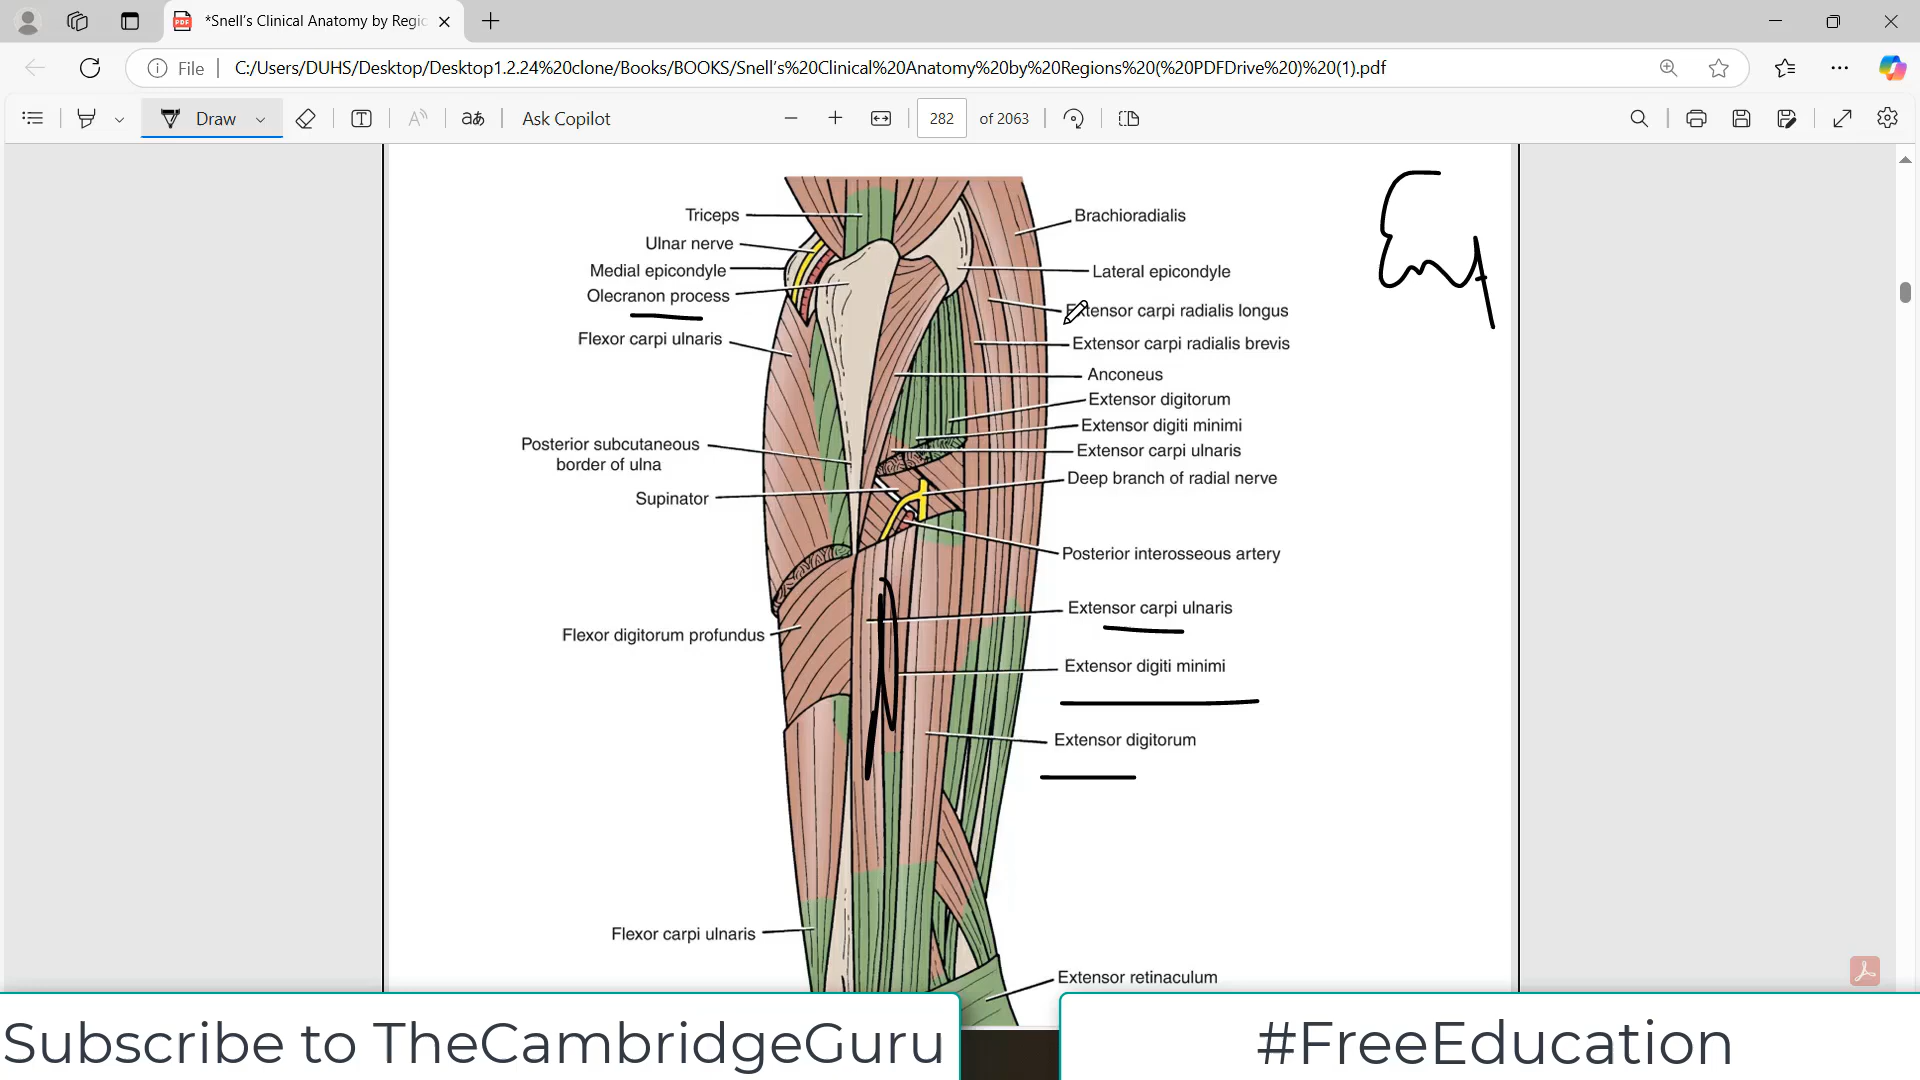 *Snell's Clinical Anatomy by Regio
File
C:/Users/DUHS/Desktop/Desktop1.2.24%20clone/Books/BOOKS/Snell's%20Clinical%20Anatomy%20by%20Regions%20(%20PDFDrive%20)%20(1).pdf
Draw
Ask Copilot
282 of 2063
Triceps
Ulnar nerve
Medial epicondyle
Olecranon process
Flexor carpi ulnaris
Posterior subcutaneous
border of ulna
Supinator
Flexor digitorum profundus
Flexor carpi ulnaris
Brachioradialis
Lateral epicondyle
Extensor carpi radialis longus
Extensor carpi radialis brevis
Anconeus
Extensor digitorum
Extensor digiti minimi
Extensor carpi ulnaris
Deep branch of radial nerve
Posterior interosseous artery
Extensor carpi ulnaris
Extensor digiti minimi
Extensor digitorum
Extensor retinaculum
Subscribe to TheCambridgeGuru
#FreeEducation